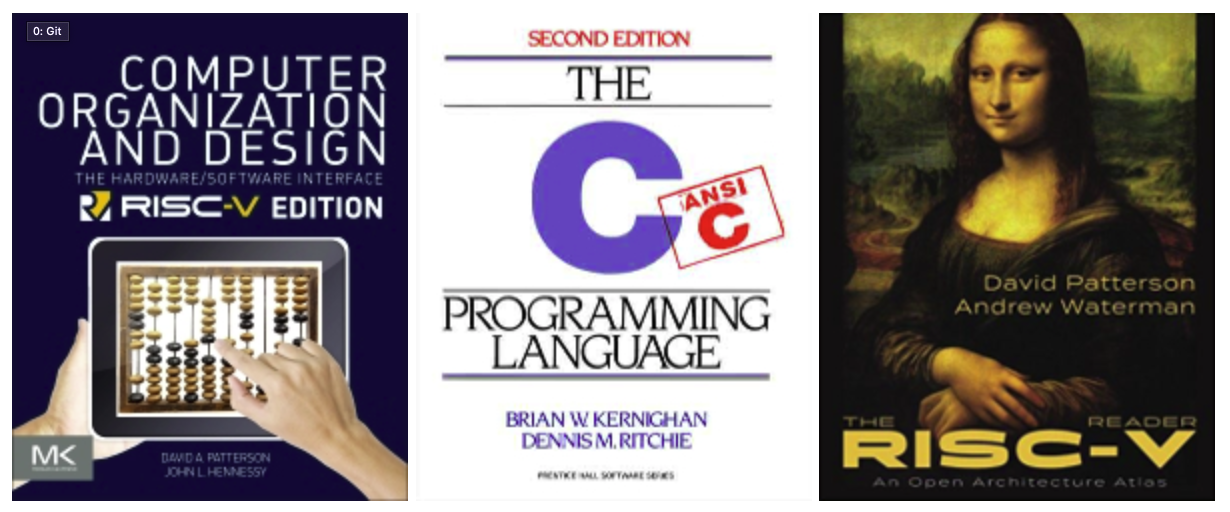 0: Git
COMPUTER
ORGANIZATION
AND DESIGN
THE HARDWARE/SOFTWARE INTERFACE
RISC-V EDITION
MK
DAVID A. PATTERSON
JOHN L. HENNESSY
SECOND EDITION
THE
C
ANSI
C
PROGRAMMING
LANGUAGE
BRIAN W. KERNIGHAN
DENNIS M. RITCHIE
PRENTICE HALL SOFTWARE SERIES
David Patterson
Andrew Waterman
THE READER
RISC-V
An Open Architecture Atlas